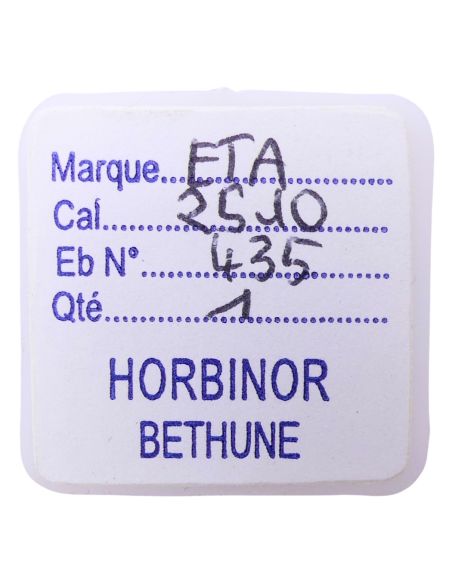 Marque..ETA
Cal..2510
Eb N°..435
Qté..1
HORBINOR
BETHUNE